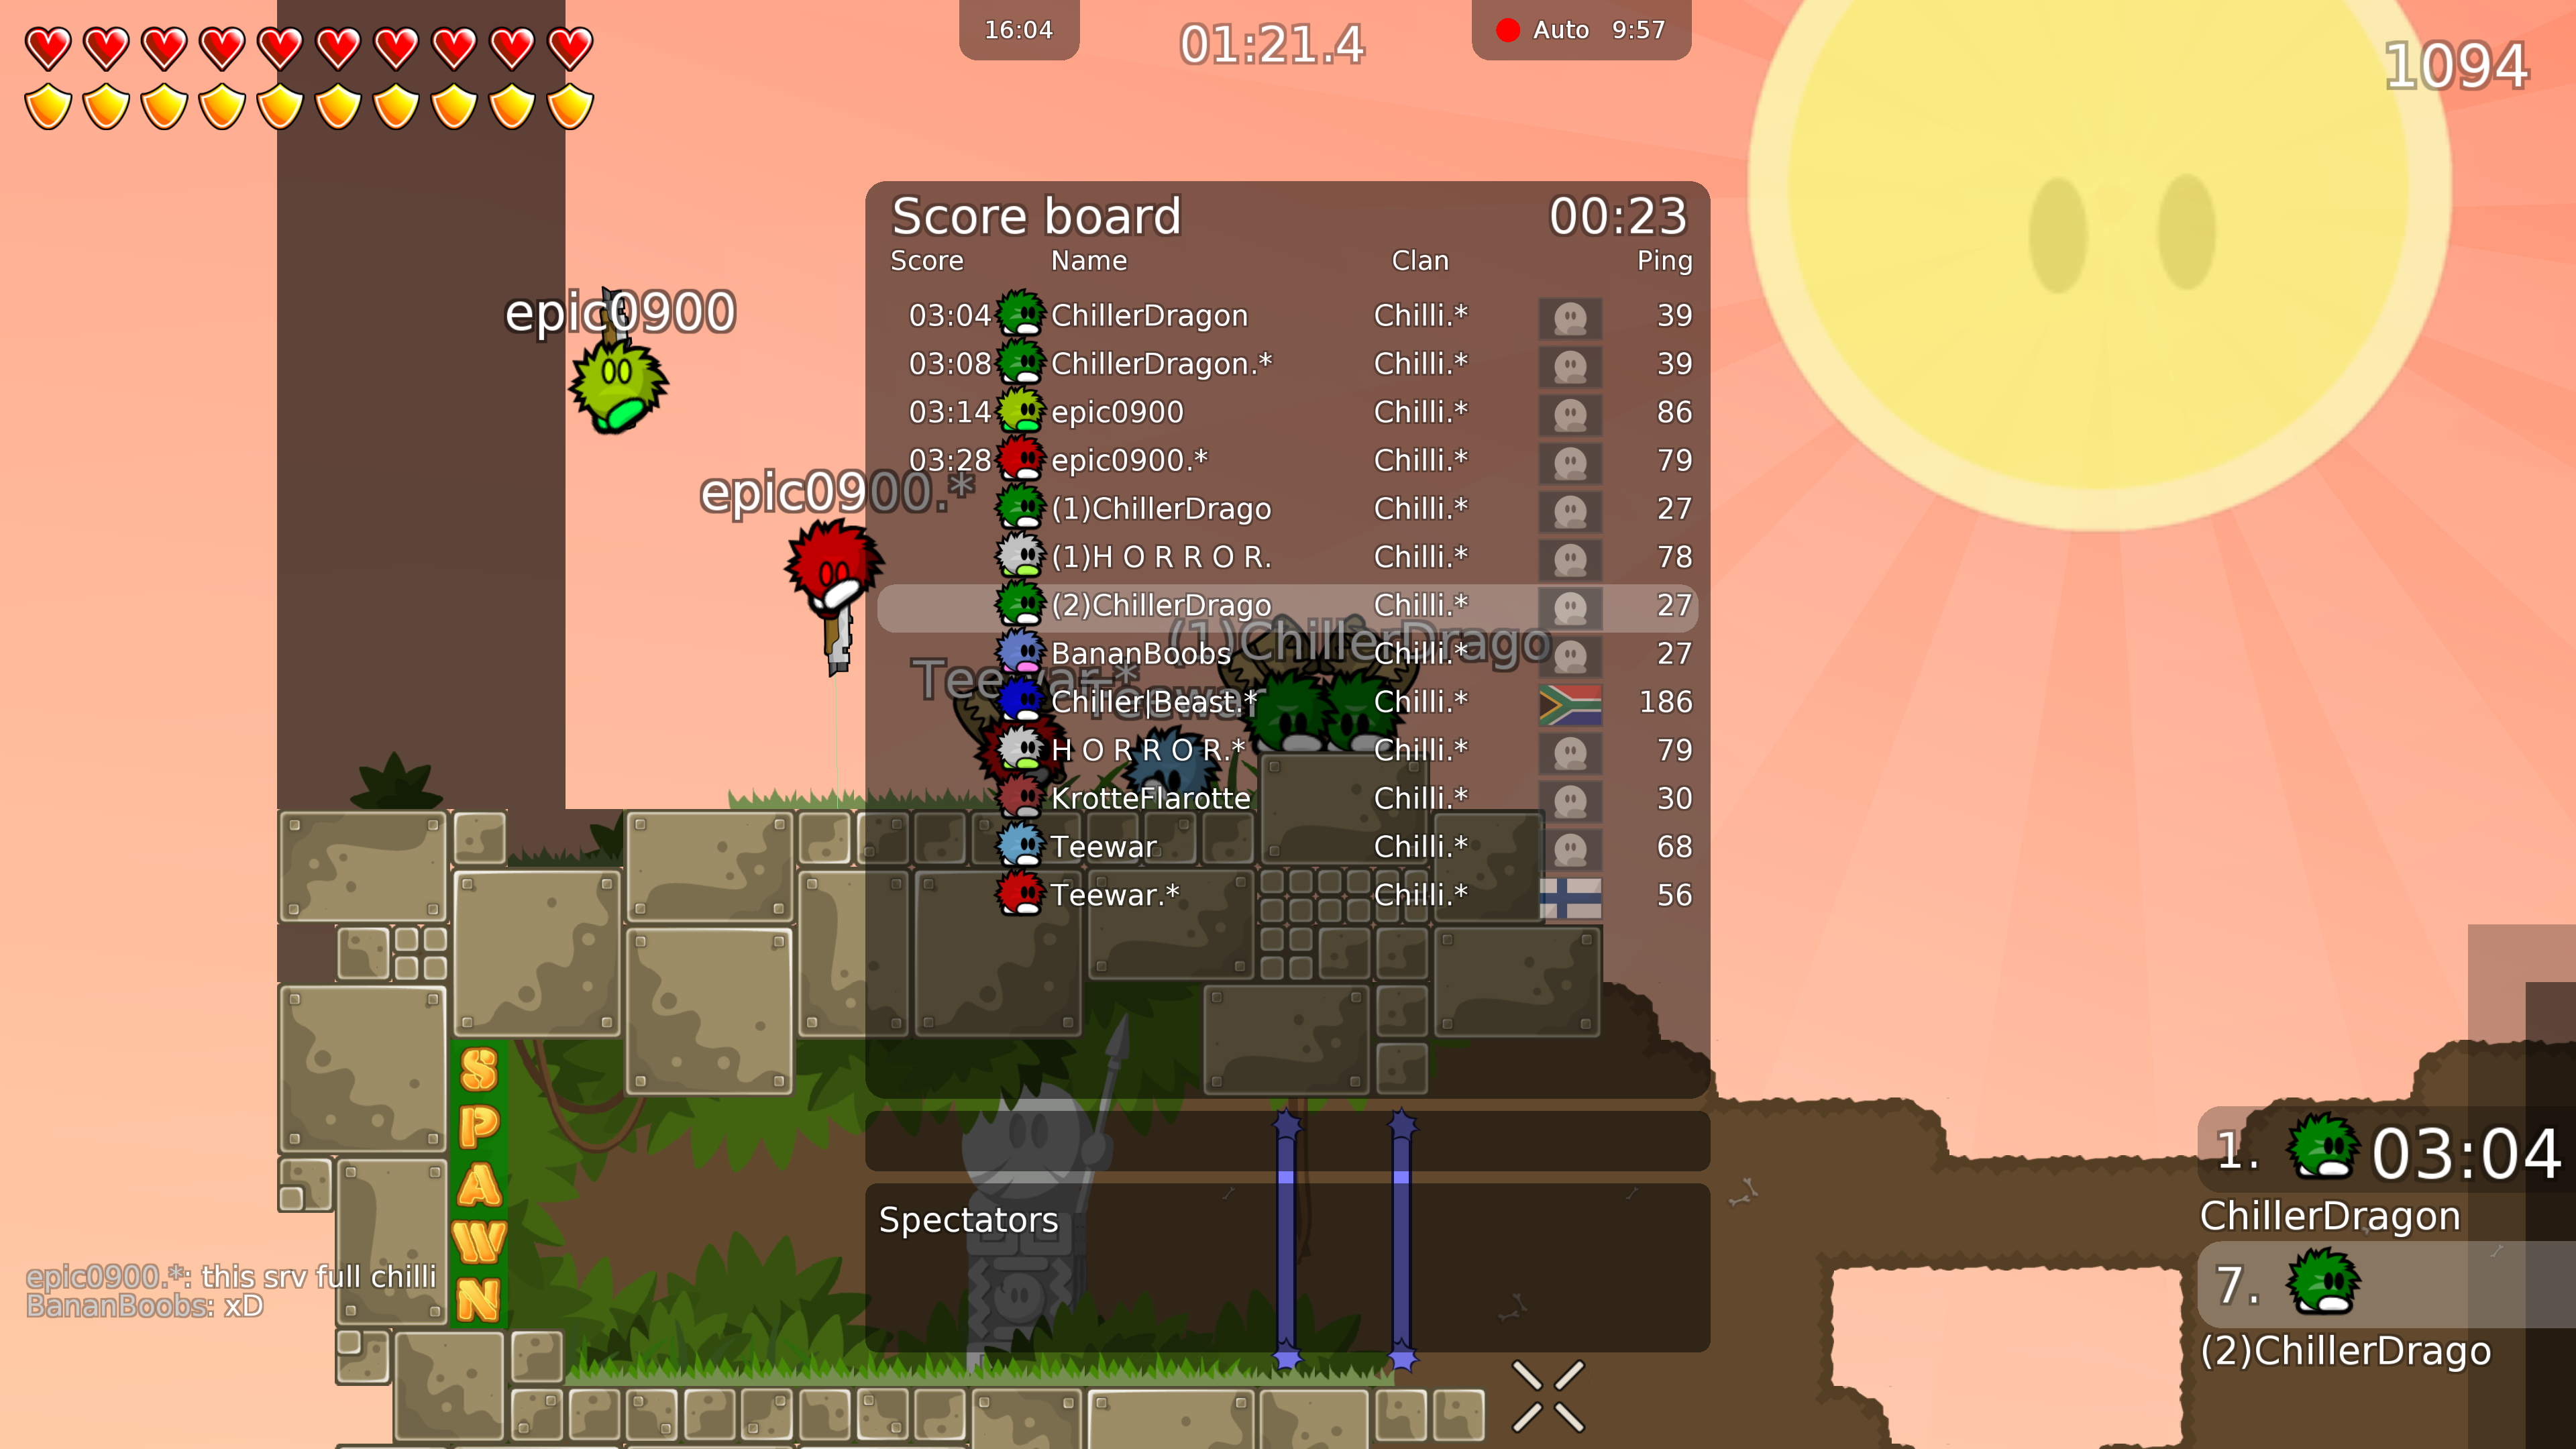 16:04 01:21.4 Auto 9:57
1094
Score board 00:23
Score Name Clan Ping
03:04 ChillerDragon Chilli.* 39
03:08 ChillerDragon.* Chilli.* 39
03:14 epic0900 Chilli.* 86
03:28 epic0900.* Chilli.* 79
(1)ChillerDrago Chilli.* 27
(1)H O R R O R. Chilli.* 78
(2)ChillerDrago Chilli.* 27
BananBoobs Chilli.* 27
Chiller|Beast.* Chilli.* 186
H O R R O R.* Chilli.* 79
KrotteFlarotte Chilli.* 30
Teewar Chilli.* 68
Teewar.* Chilli.* 56
epic0900
epic0900.*
(1)ChillerDrago
Teewar.*
Teewar
Spectators
SPAWN
epic0900.*: this srv full chilli
BananBoobs: xD
1. 03:04
ChillerDragon
7.
(2)ChillerDrago